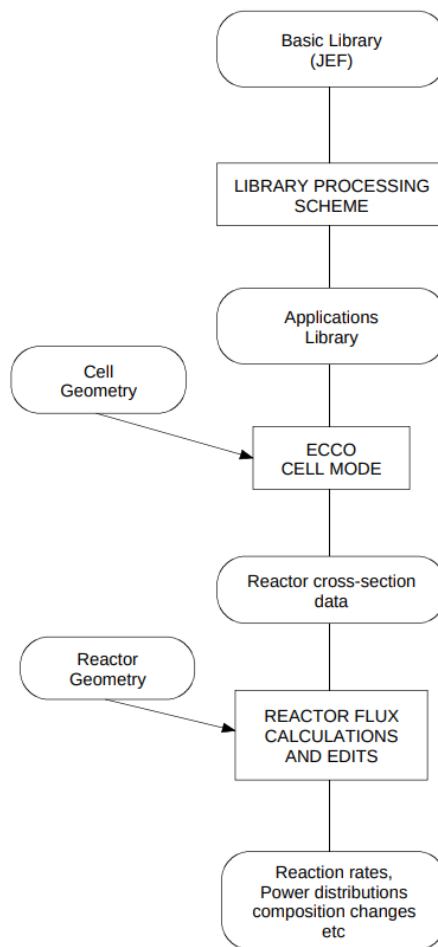 Basic Library
(JEF)
LIBRARY PROCESSING
SCHEME
Applications
Library
Cell
Geometry
ECCO
CELL MODE
Reactor cross-section
data
Reactor
Geometry
REACTOR FLUX
CALCULATIONS
AND EDITS
Reaction rates,
Power distributions
composition changes
etc